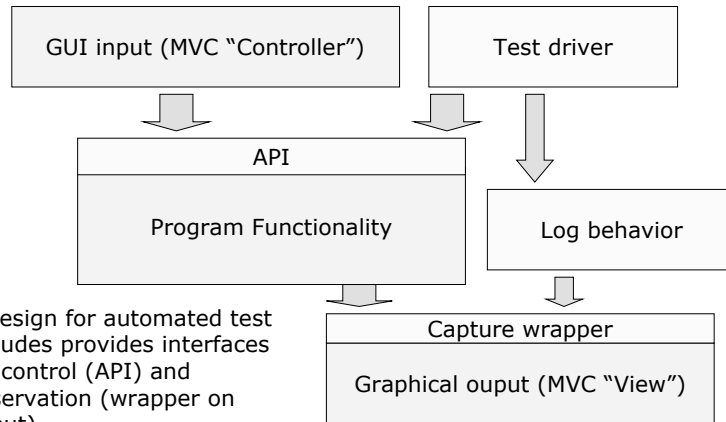 GUI input (MVC “Controller”)
Test driver
API
Program Functionality
Log behavior
esign for automated test
udes provides interfaces
control (API) and
servation (wrapper on
Capture wrapper
Graphical ouput (MVC “View”)